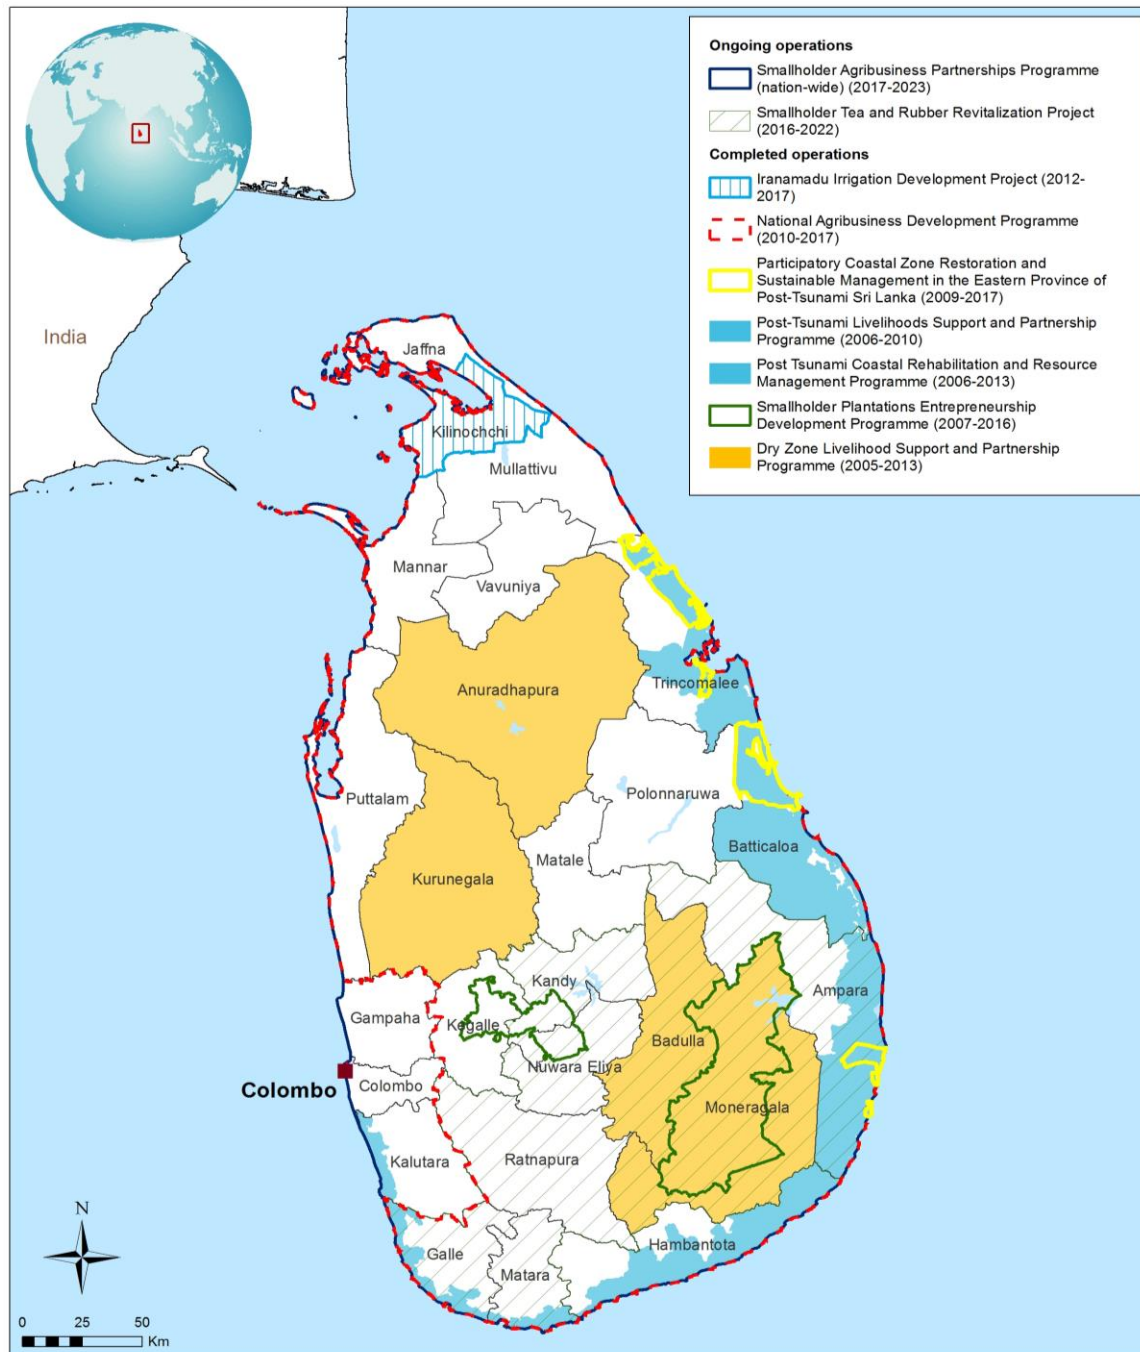 Ongoing operations
Smallholder Agribusiness Partnerships Programme
(nation-wide) (2017-2023)
Smallholder Tea and Rubber Revitalization Project
(2016-2022)
Completed operations
Iranamadu Irrigation Development Project (2012-
2017)
National Agribusiness Development Programme
(2010-2017)
Participatory Coastal Zone Restoration and
Sustainable Management in the Eastern Province of
Post-Tsunami Sri Lanka (2009-2017)
Post-Tsunami Livelihoods Support and Partnership
Programme (2006-2010)
Post Tsunami Coastal Rehabilitation and Resource
Management Programme (2006-2013)
Smallholder Plantations Entrepreneurship
Development Programme (2007-2016)
Dry Zone Livelihood Support and Partnership
Programme (2005-2013)
India
Jaffna
Kilinochchi
Mullattivu
Mannar
Vavuniya
Anuradhapura
Trincomalee
Puttalam
Polonnaruwa
Batticaloa
Matale
Kurunegala
Kandy
Ampara
Gampaha
Kegalle
Badulla
Nuwara Eliya
Colombo
Colombo
Moneragala
Kalutara
Ratnapura
Hambantota
Galle
Matara
N
0 25 50
Km